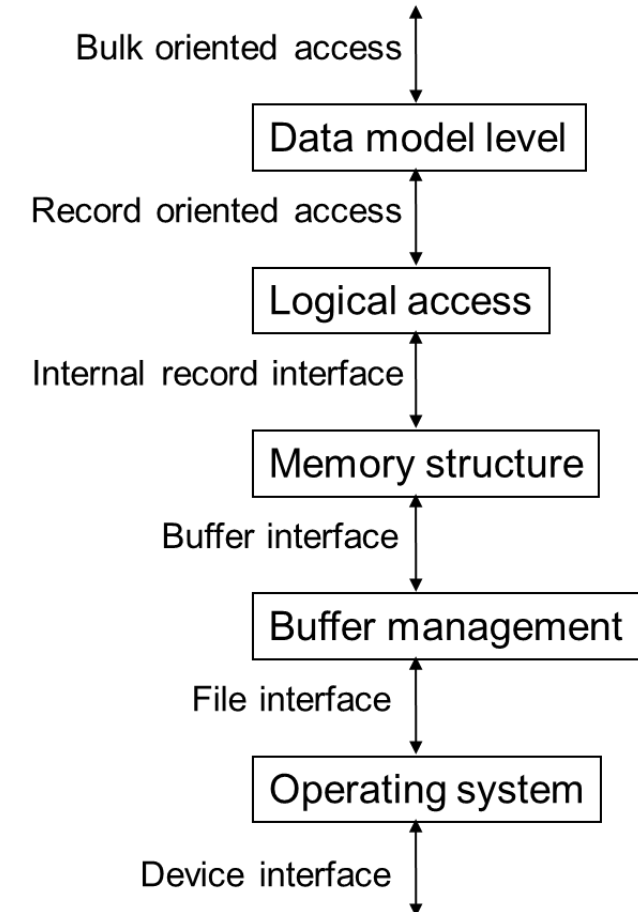 Bulk oriented access
Data model level
Record oriented access
Logical access
Internal record interface
Memory structure
Buffer interface
Buffer management
File interface
Operating system
Device interface